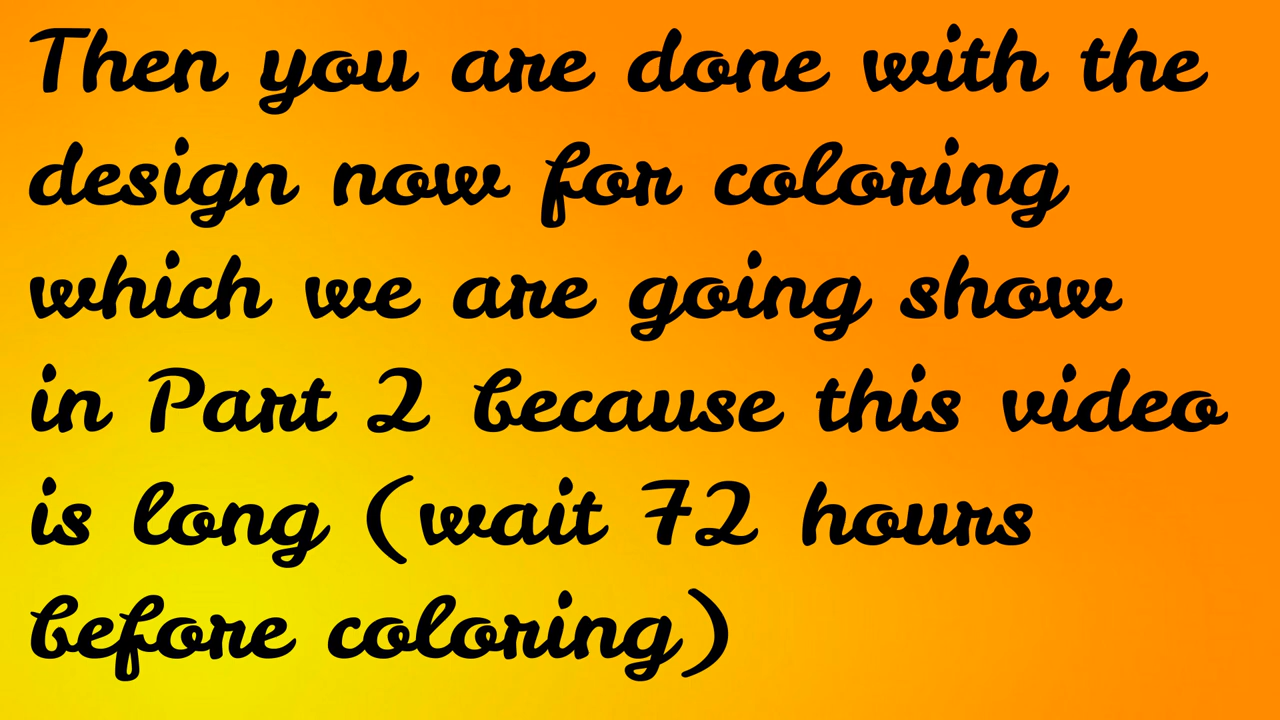 Then you are done with the
design now for coloring
which we are going show
in Part 2 because this video
is long (wait 72 hours
before coloring)